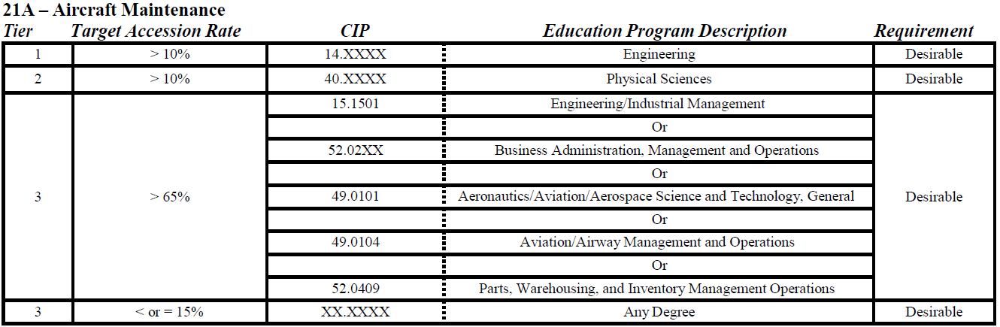 21A – Aircraft Maintenance
Tier Target Accession Rate CIP Education Program Description Requirement
1 > 10% 14.XXXX Engineering Desirable
2 > 10% 40.XXXX Physical Sciences Desirable
15.1501 Engineering/Industrial Management
Or
52.02XX Business Administration, Management and Operations
Or
3 > 65% 49.0101 Aeronautics/Aviation/Aerospace Science and Technology, General Desirable
Or
49.0104 Aviation/Airway Management and Operations
Or
52.0409 Parts, Warehousing, and Inventory Management Operations
3 < or = 15% XX.XXXX Any Degree Desirable